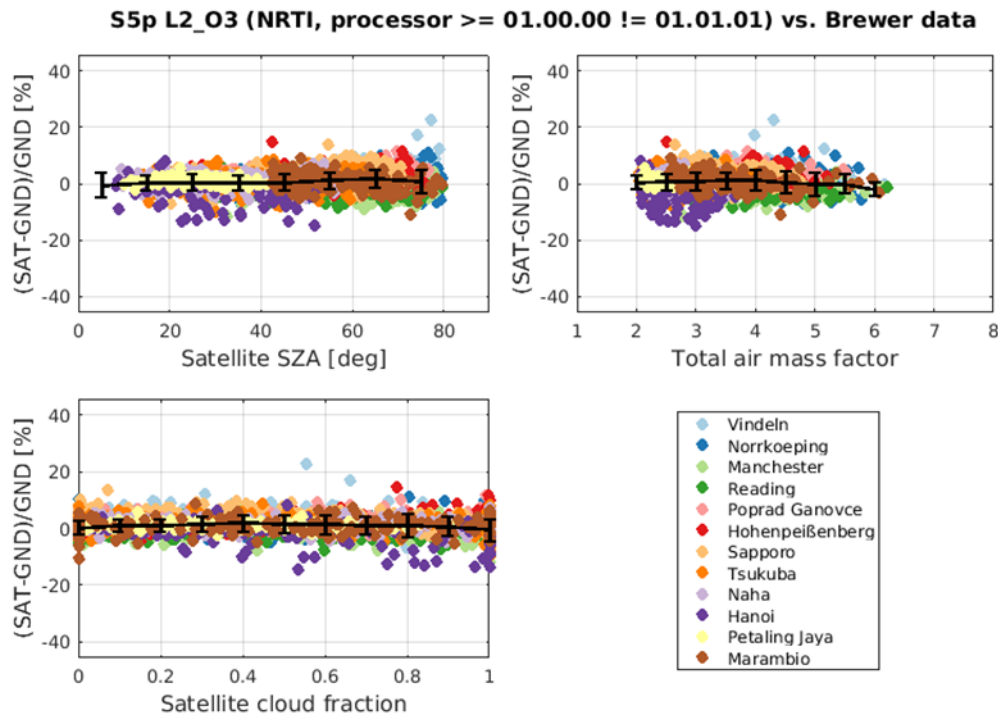 S5p L2_O3 (NRTI, processor >= 01.00.00 != 01.01.01) vs. Brewer data
(SAT-GND)/GND [%]
40
20
0
-20
-40
0 20 40 60 80
Satellite SZA [deg]
(SAT-GND)/GND [%]
40
20
0
-20
-40
1 2 3 4 5 6 7 8
Total air mass factor
(SAT-GND)/GND [%]
40
20
0
-20
-40
0 0.2 0.4 0.6 0.8 1
Satellite cloud fraction
Vindeln
Norrkoeping
Manchester
Reading
Poprad Ganovce
Hohenpeißenberg
Sapporo
Tsukuba
Naha
Hanoi
Petaling Jaya
Marambio